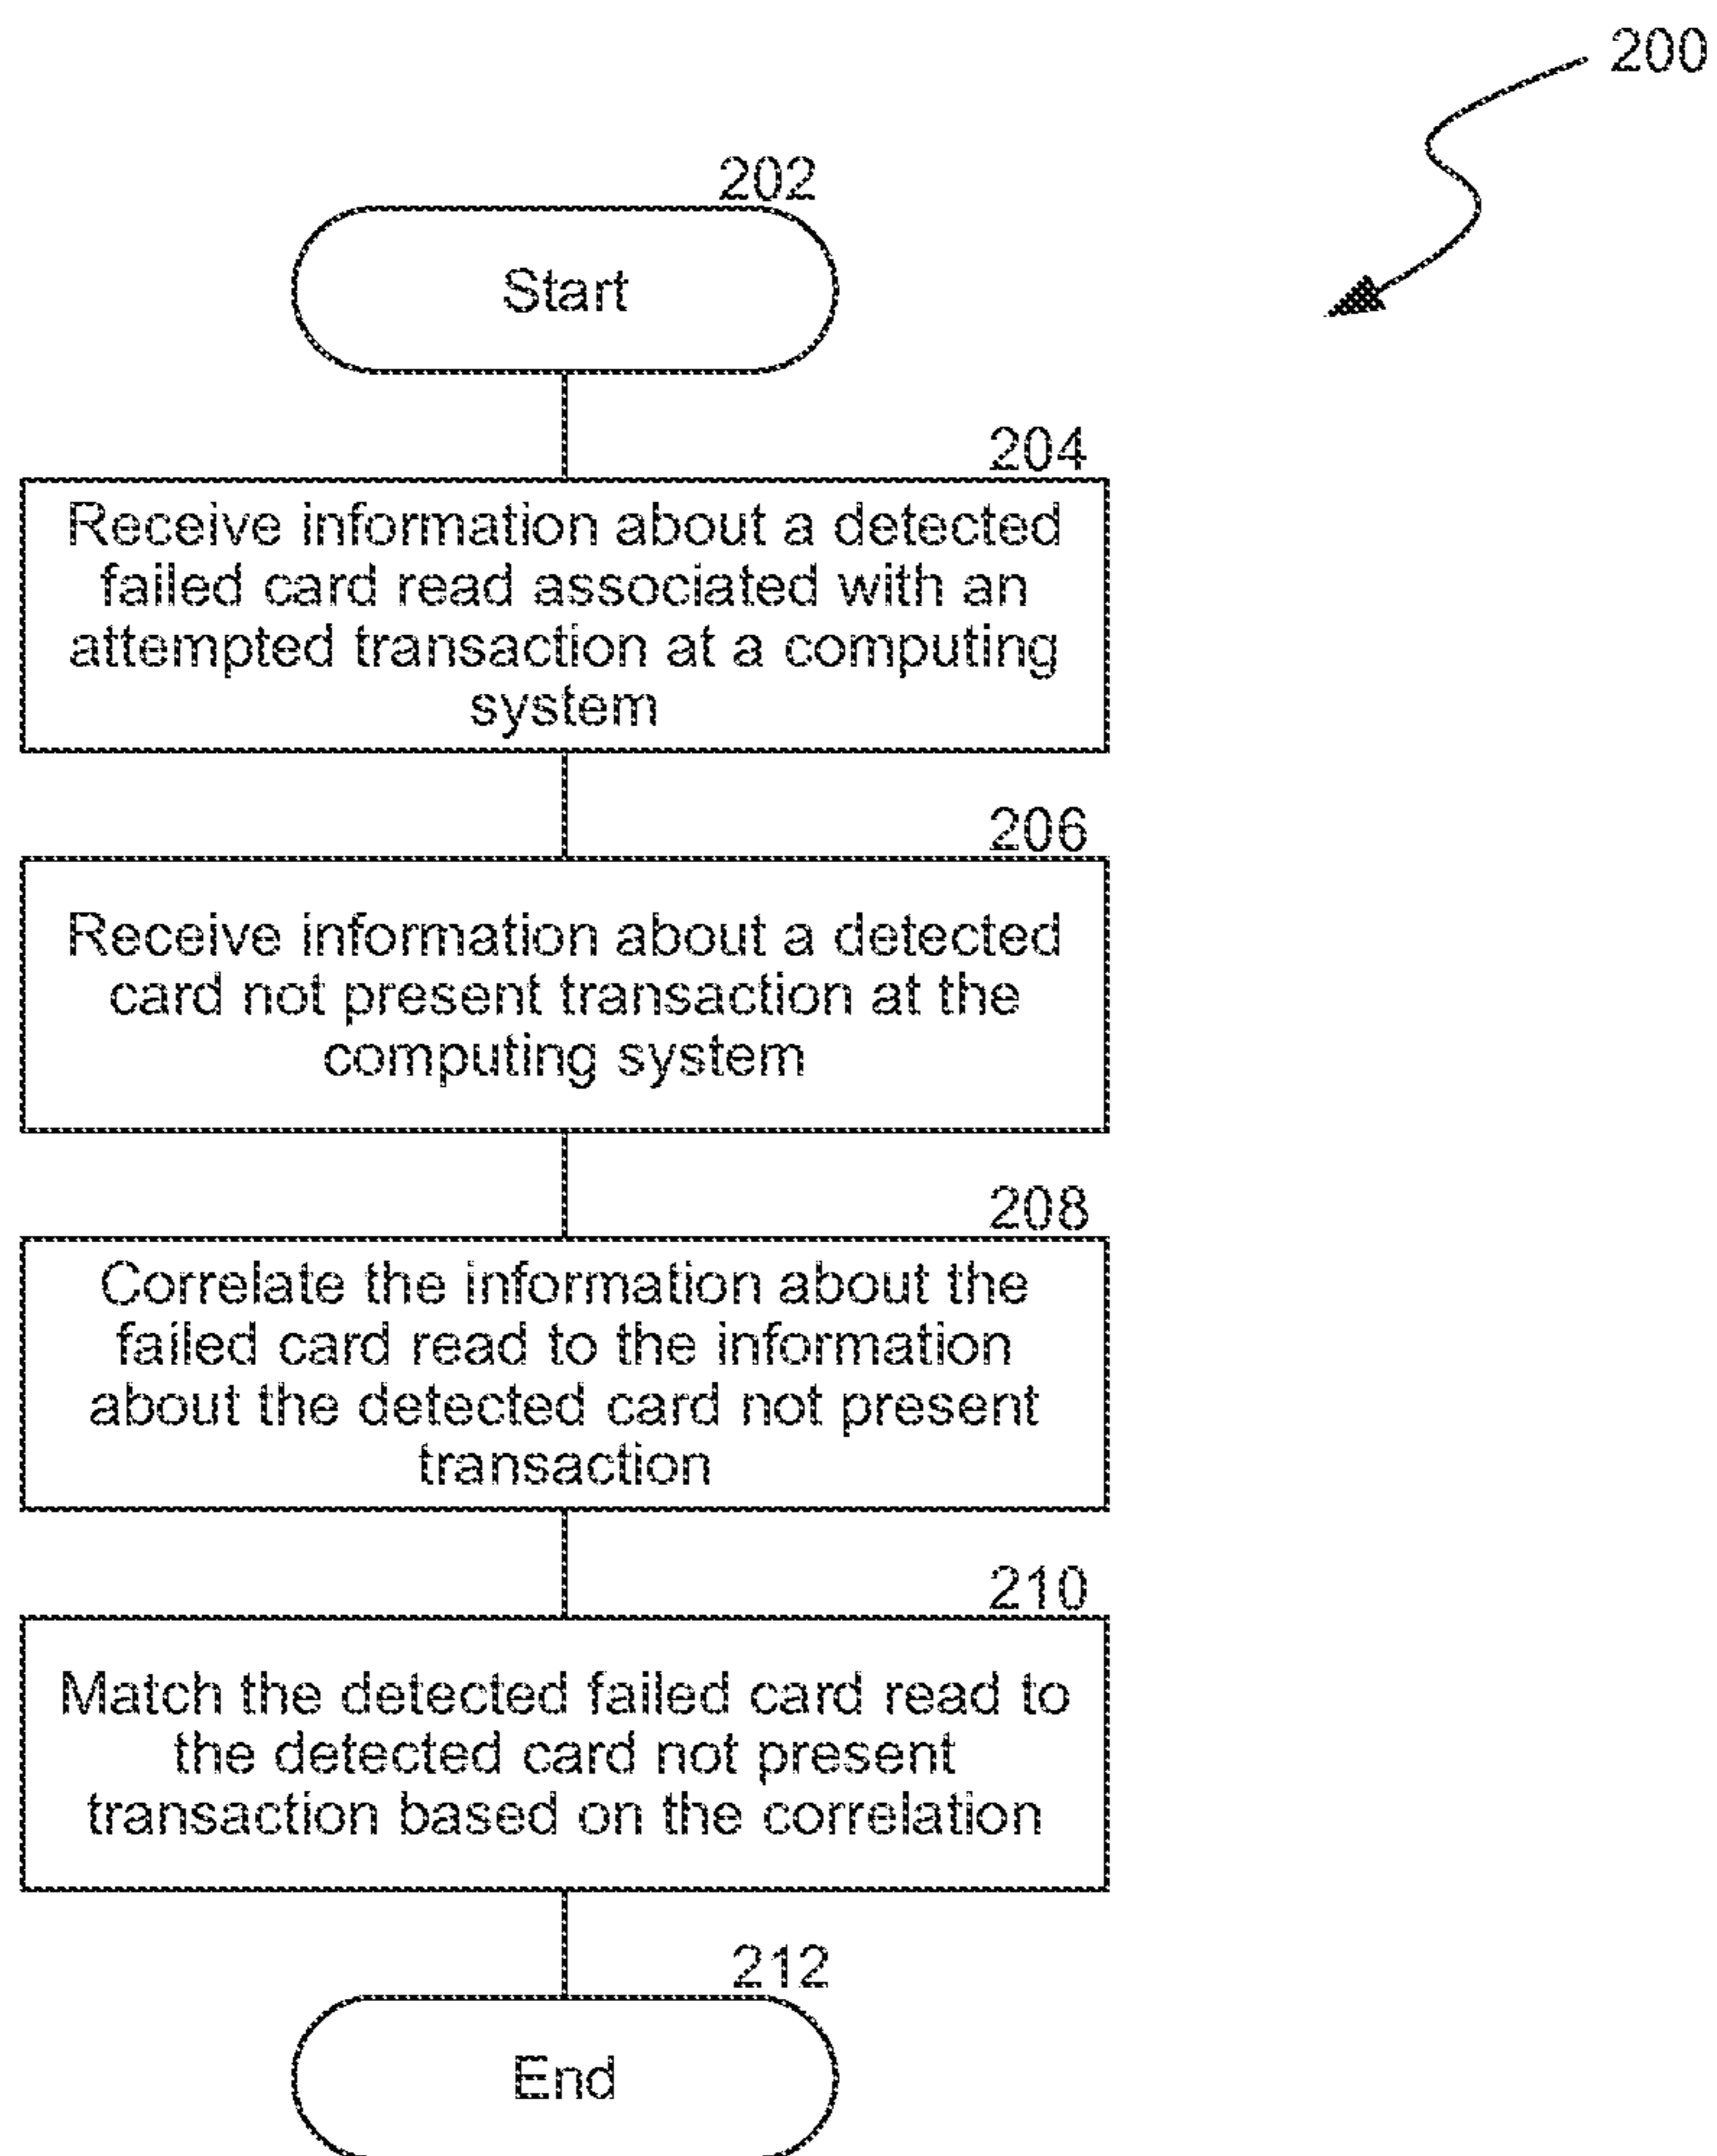 200
202
Start
204
Receive information about a detected
failed card read associated with an
attempted transaction at a computing
system
206
Receive information about a detected
card not present transaction at the
computing system
208
Correlate the information about the
failed card read to the information
about the detected card not present
transaction
210
Match the detected failed card read to
the detected card not present
transaction based on the correlation
212
End